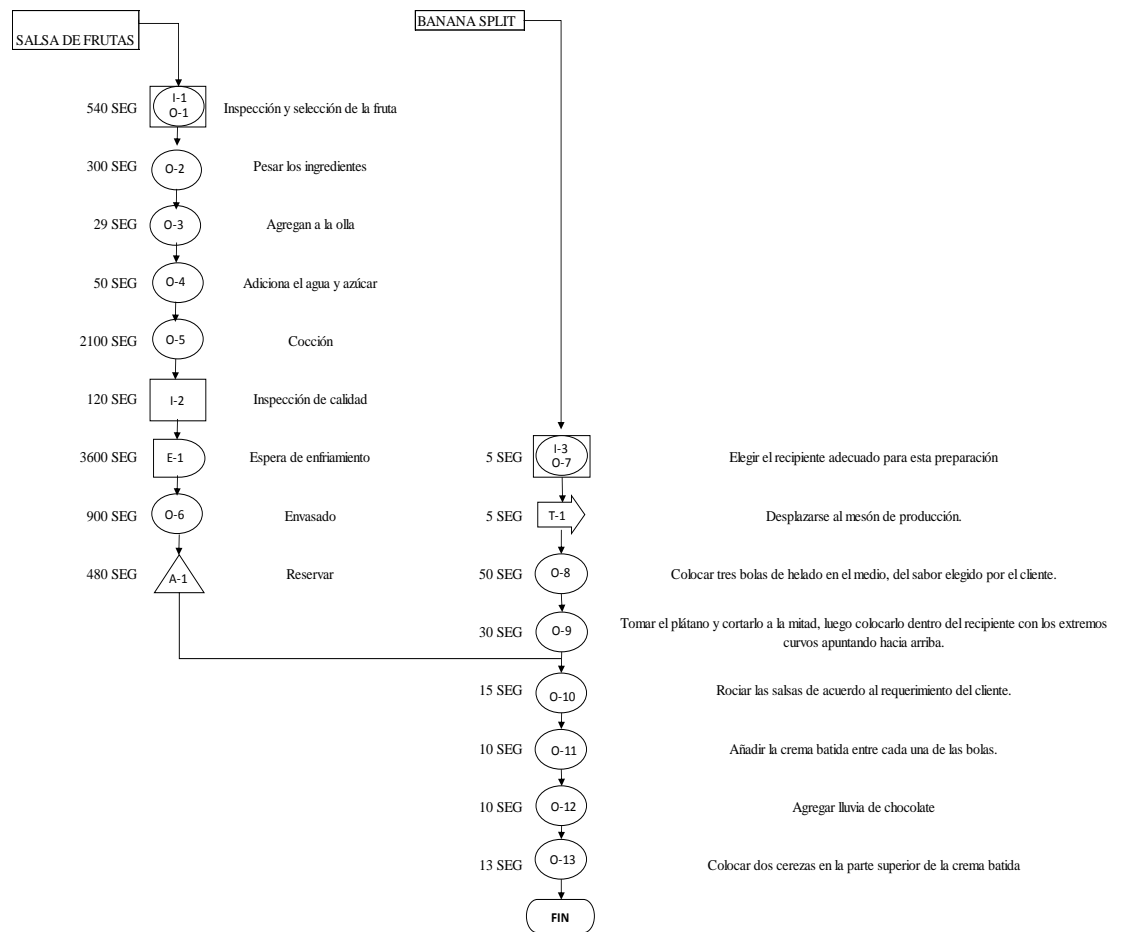 SALSA DE FRUTAS
BANANA SPLIT
540 SEG
I-1
O-1
Inspección y selección de la fruta
300 SEG
O-2
Pesar los ingredientes
29 SEG
O-3
Agregan a la olla
50 SEG
O-4
Adiciona el agua y azúcar
2100 SEG
O-5
Cocción
120 SEG
I-2
Inspección de calidad
3600 SEG
E-1
Espera de enfriamiento
900 SEG
O-6
Envasado
480 SEG
A-1
Reservar
5 SEG
I-3
O-7
Elegir el recipiente adecuado para esta preparación
5 SEG
T-1
Desplazarse al mesón de producción.
50 SEG
O-8
Colocar tres bolas de helado en el medio, del sabor elegido por el cliente.
30 SEG
O-9
Tomar el plátano y cortarlo a la mitad, luego colocarlo dentro del recipiente con los extremos
curvos apuntando hacia arriba.
15 SEG
O-10
Rociar las salsas de acuerdo al requerimiento del cliente.
10 SEG
O-11
Añadir la crema batida entre cada una de las bolas.
10 SEG
O-12
Agregar lluvia de chocolate
13 SEG
O-13
Colocar dos cerezas en la parte superior de la crema batida
FIN